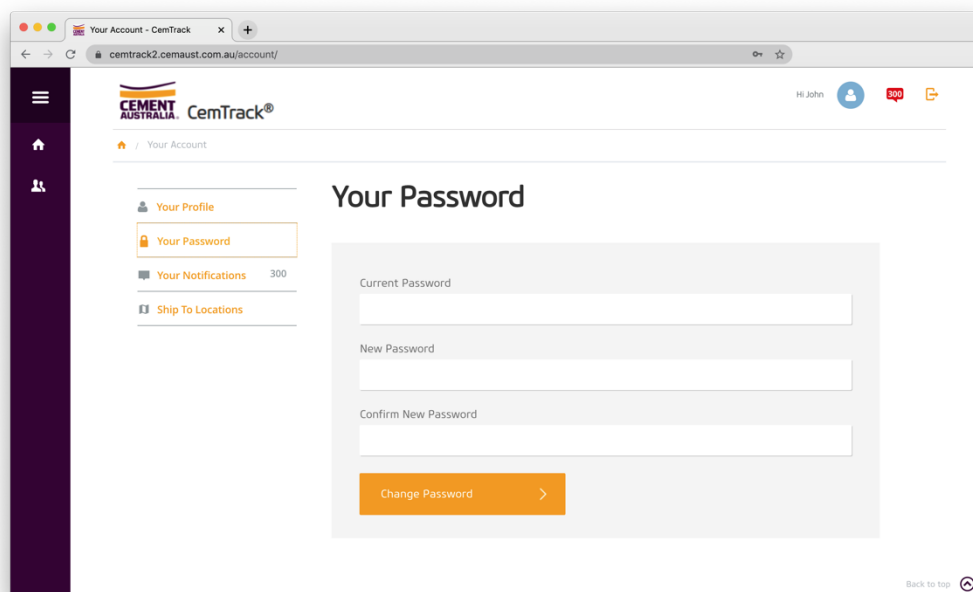 Your Account - CemTrack
cemtrack2.cemaust.com.au/account/
CEMENT
AUSTRALIA.
CemTrack®
Hi John
300
/ Your Account
Your Profile
Your Password
Your Notifications 300
Ship To Locations
Your Password
Current Password
New Password
Confirm New Password
Change Password
Back to top